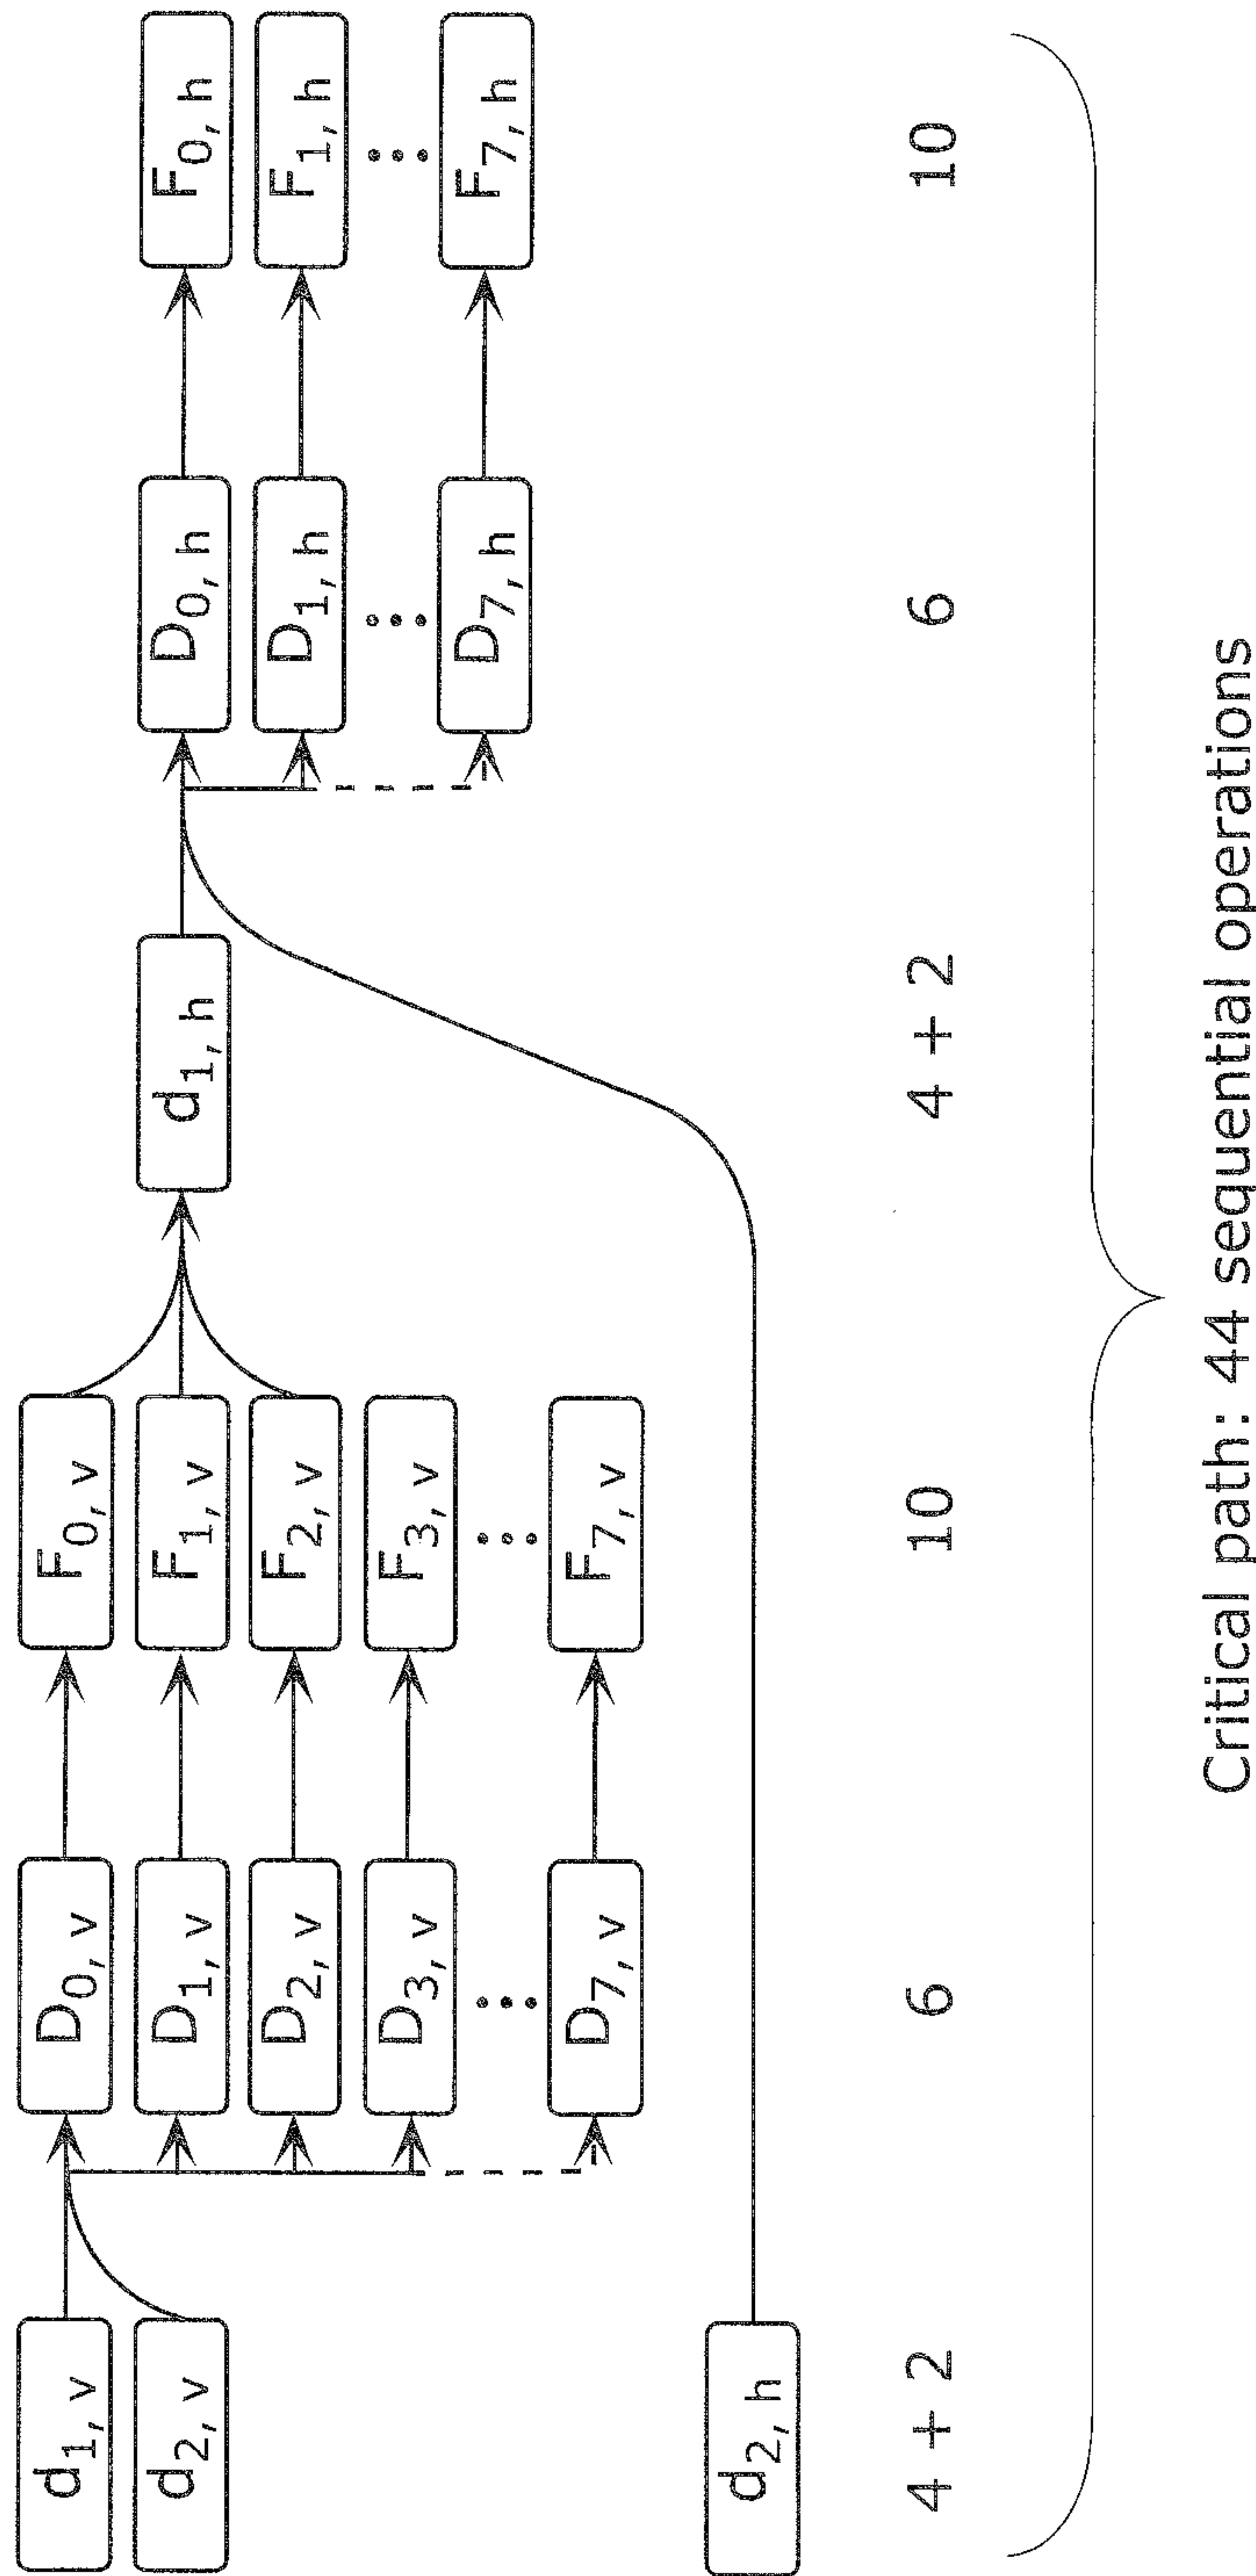 d1, v
d2, v
d2, h
D0, v
D1, v
D2, v
D3, v
...
D7, v
F0, v
F1, v
F2, v
F3, v
...
F7, v
d1, h
D0, h
D1, h
...
D7, h
F0, h
F1, h
...
F7, h
4 + 2 6 10 4 + 2 6 10
Critical path: 44 sequential operations